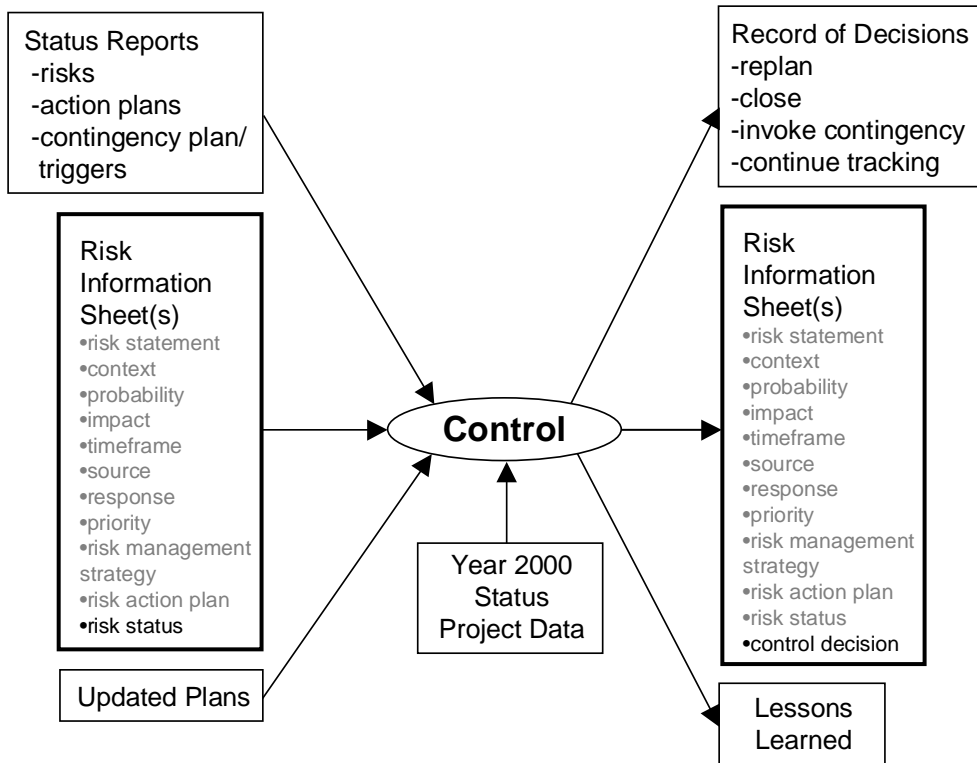 Status Reports
-risks
-action plans
-contingency plan/
triggers
Risk
Information
Sheet(s)
•risk statement
•context
•probability
•impact
•timeframe
•source
•response
•priority
•risk management
strategy
•risk action plan
•risk status
Updated Plans
Control
Year 2000
Status
Project Data
Record of Decisions
-replan
-close
-invoke contingency
-continue tracking
Risk
Information
Sheet(s)
•risk statement
•context
•probability
•impact
•timeframe
•source
•response
•priority
•risk management
strategy
•risk action plan
•risk status
•control decision
Lessons
Learned